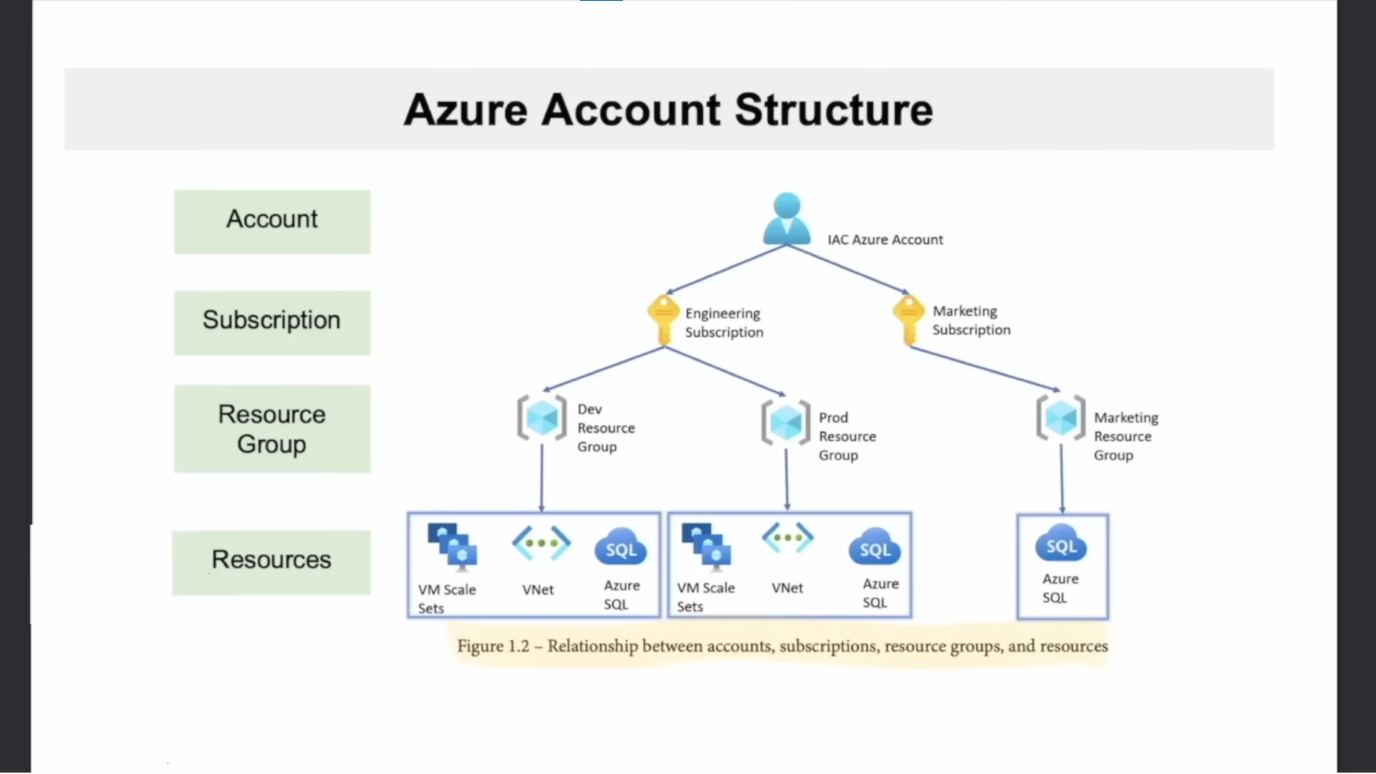 Azure Account Structure
Account
IAC Azure Account
Subscription
Engineering
Subscription
Marketing
Subscription
Resource
Group
Dev
Resource
Group
Prod
Resource
Group
Marketing
Resource
Group
Resources
VM Scale
Sets
VNet
SQL
Azure
SQL
VM Scale
Sets
VNet
SQL
Azure
SQL
SQL
Azure
SQL
Figure 1.2 – Relationship between accounts, subscriptions, resource groups, and resources